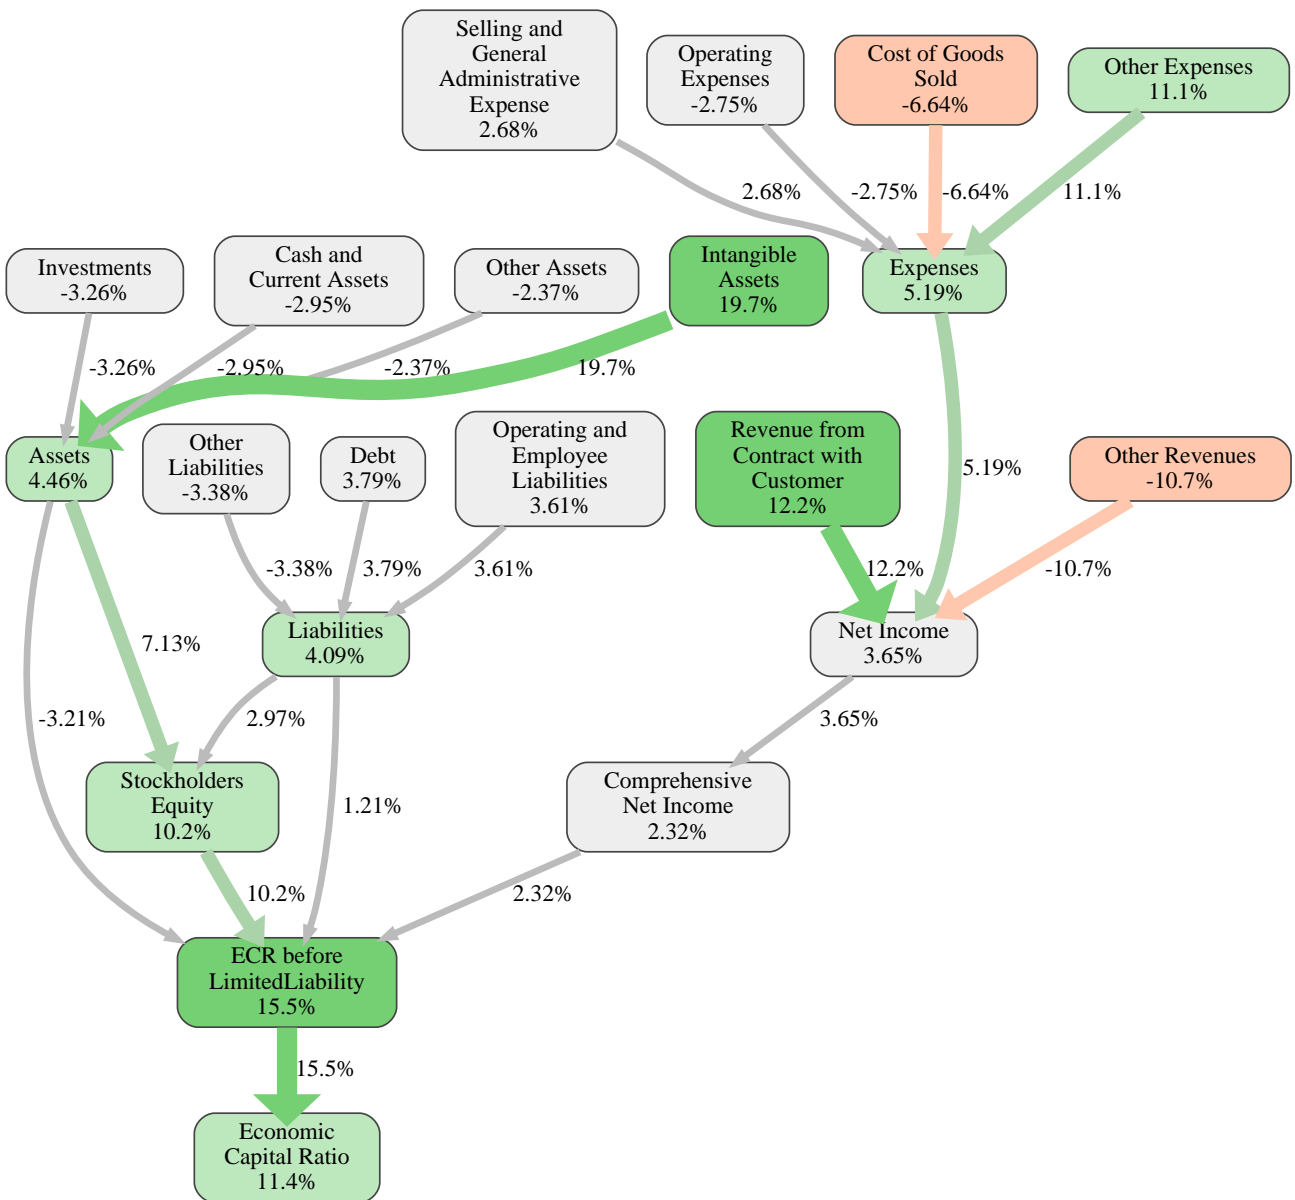 Selling and
General
Administrative
Expense
2.68%
Operating
Expenses
-2.75%
Cost of Goods
Sold
-6.64%
Other Expenses
11.1%
2.68%
-2.75%
-6.64%
11.1%
Investments
-3.26%
Cash and
Current Assets
-2.95%
Other Assets
-2.37%
Intangible
Assets
19.7%
Expenses
5.19%
-3.26%
-2.95%
-2.37%
19.7%
Assets
4.46%
Other
Liabilities
-3.38%
Debt
3.79%
Operating and
Employee
Liabilities
3.61%
Revenue from
Contract with
Customer
12.2%
5.19%
Other Revenues
-10.7%
-3.38%
3.79%
3.61%
12.2%
-10.7%
7.13%
Liabilities
4.09%
Net Income
3.65%
-3.21%
2.97%
3.65%
Stockholders
Equity
10.2%
1.21%
Comprehensive
Net Income
2.32%
10.2%
2.32%
ECR before
LimitedLiability
15.5%
15.5%
Economic
Capital Ratio
11.4%